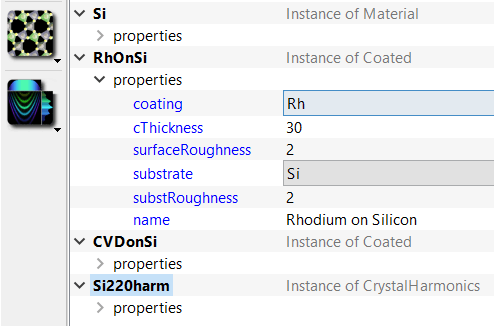 Si Instance of Material
properties
RhOnSi Instance of Coated
properties
coating Rh
cThickness 30
surfaceRoughness 2
substrate Si
substRoughness 2
name Rhodium on Silicon
CVDonSi Instance of Coated
properties
Si220harm Instance of CrystalHarmonics
properties